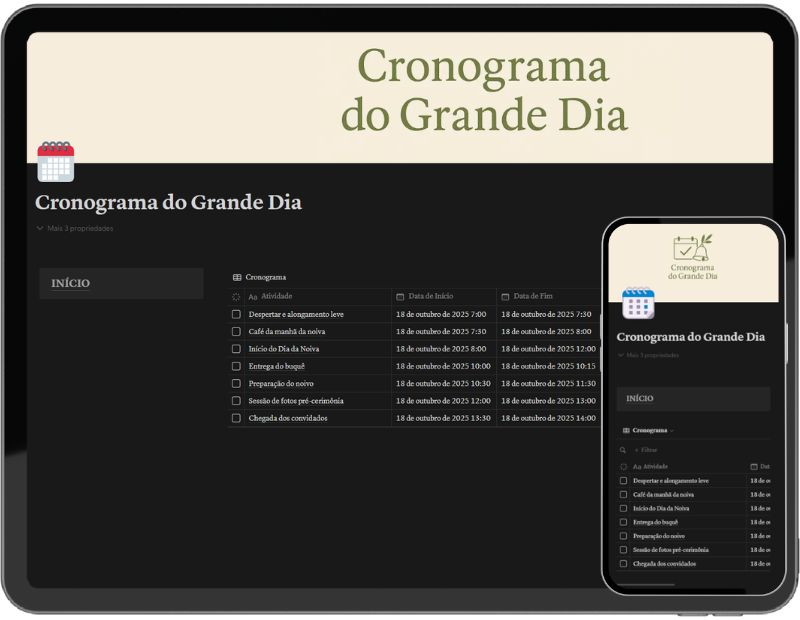 Cronograma
do Grande Dia
Cronograma do Grande Dia
Mais 3 propriedades
INÍCIO
Cronograma
Aa Atividade Data de Início Data de Fim
Despertar e alongamento leve 18 de outubro de 2025 7:00 18 de outubro de 2025 7:30
Café da manhã da noiva 18 de outubro de 2025 7:30 18 de outubro de 2025 8:00
Início do Dia da Noiva 18 de outubro de 2025 8:00 18 de outubro de 2025 12:00
Entrega do buquê 18 de outubro de 2025 10:00 18 de outubro de 2025 10:15
Preparação do noivo 18 de outubro de 2025 10:30 18 de outubro de 2025 11:30
Sessão de fotos pré-cerimônia 18 de outubro de 2025 12:00 18 de outubro de 2025 13:00
Chegada dos convidados 18 de outubro de 2025 13:30 18 de outubro de 2025 14:00
Cronograma
do Grande Dia
Cronograma do Grande Dia
Mais 3 propriedades
INÍCIO
Cronograma
Filtrar
Aa Atividade Dat
Despertar e alongamento leve 18 de o
Café da manhã da noiva 18 de o
Início do Dia da Noiva 18 de o
Entrega do buquê 18 de o
Preparação do noivo 18 de o
Sessão de fotos pré-cerimônia 18 de o
Chegada dos convidados 18 de o